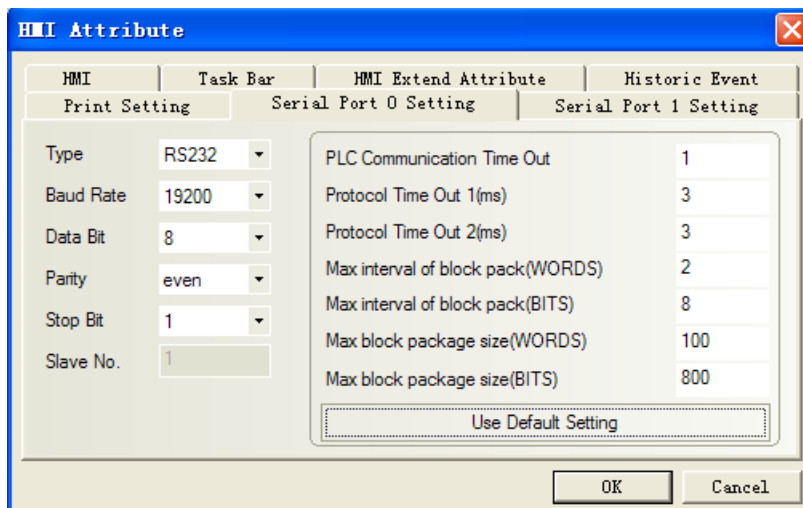 HMI Attribute
HMI Task Bar HMI Extend Attribute Historic Event
Print Setting Serial Port 0 Setting Serial Port 1 Setting
Type RS232
Baud Rate 19200
Data Bit 8
Parity even
Stop Bit 1
Slave No. 1
PLC Communication Time Out 1
Protocol Time Out 1(ms) 3
Protocol Time Out 2(ms) 3
Max interval of block pack(WORDS) 2
Max interval of block pack(BITS) 8
Max block package size(WORDS) 100
Max block package size(BITS) 800
Use Default Setting
OK Cancel